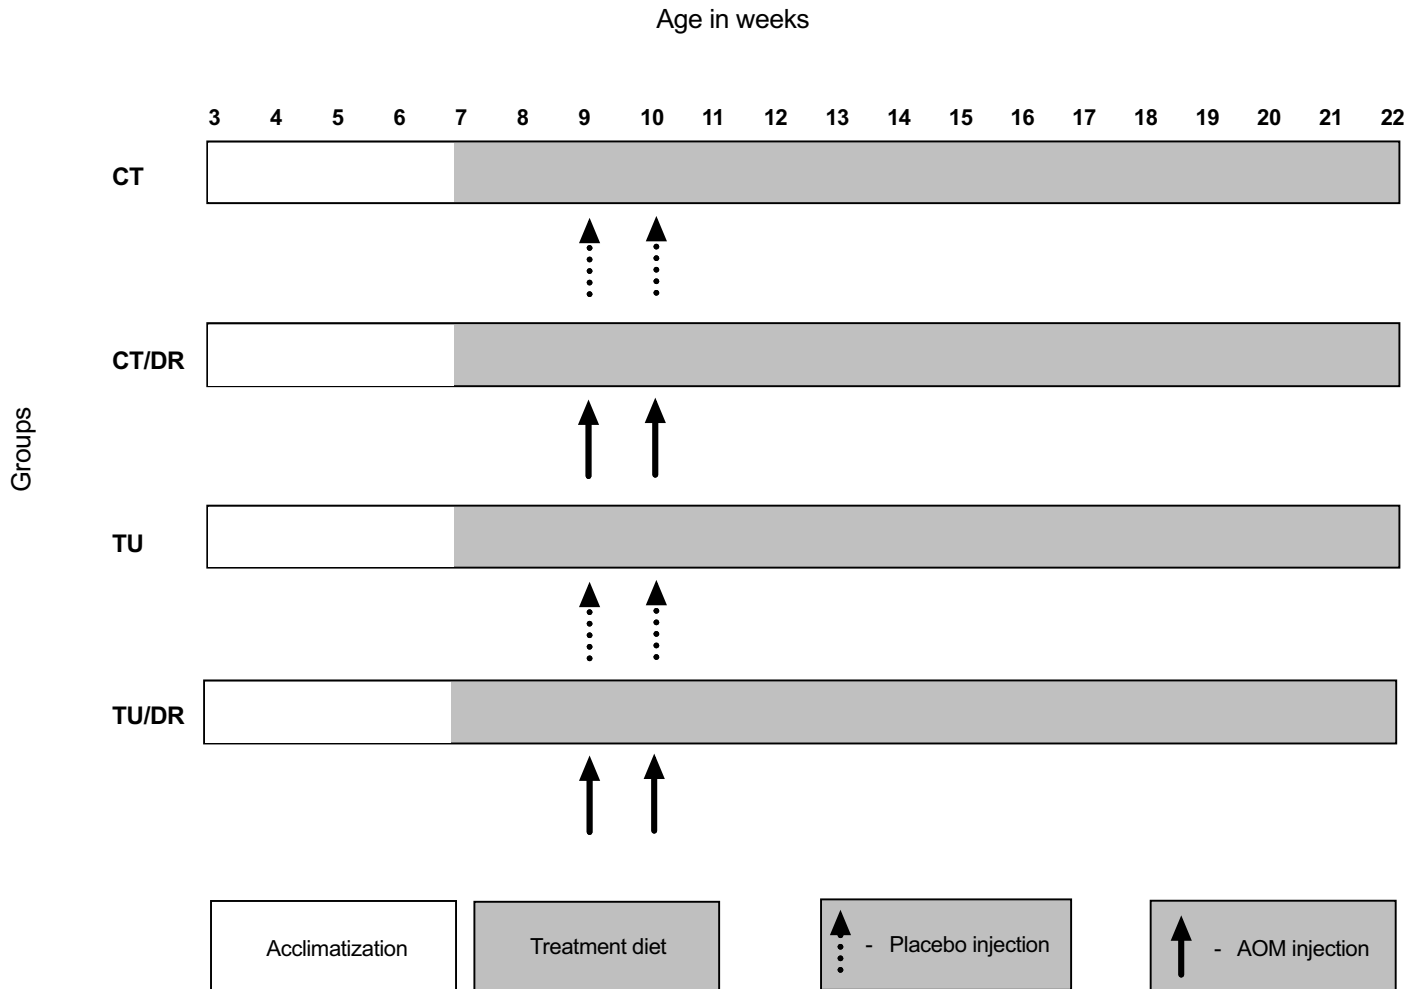 Age in weeks
3 4 5 6 7 8 9 10 11 12 13 14 15 16 17 18 19 20 21 22
CT
CT/DR
Groups
TU
TU/DR
Acclimatization
Treatment diet
- Placebo injection
- AOM injection